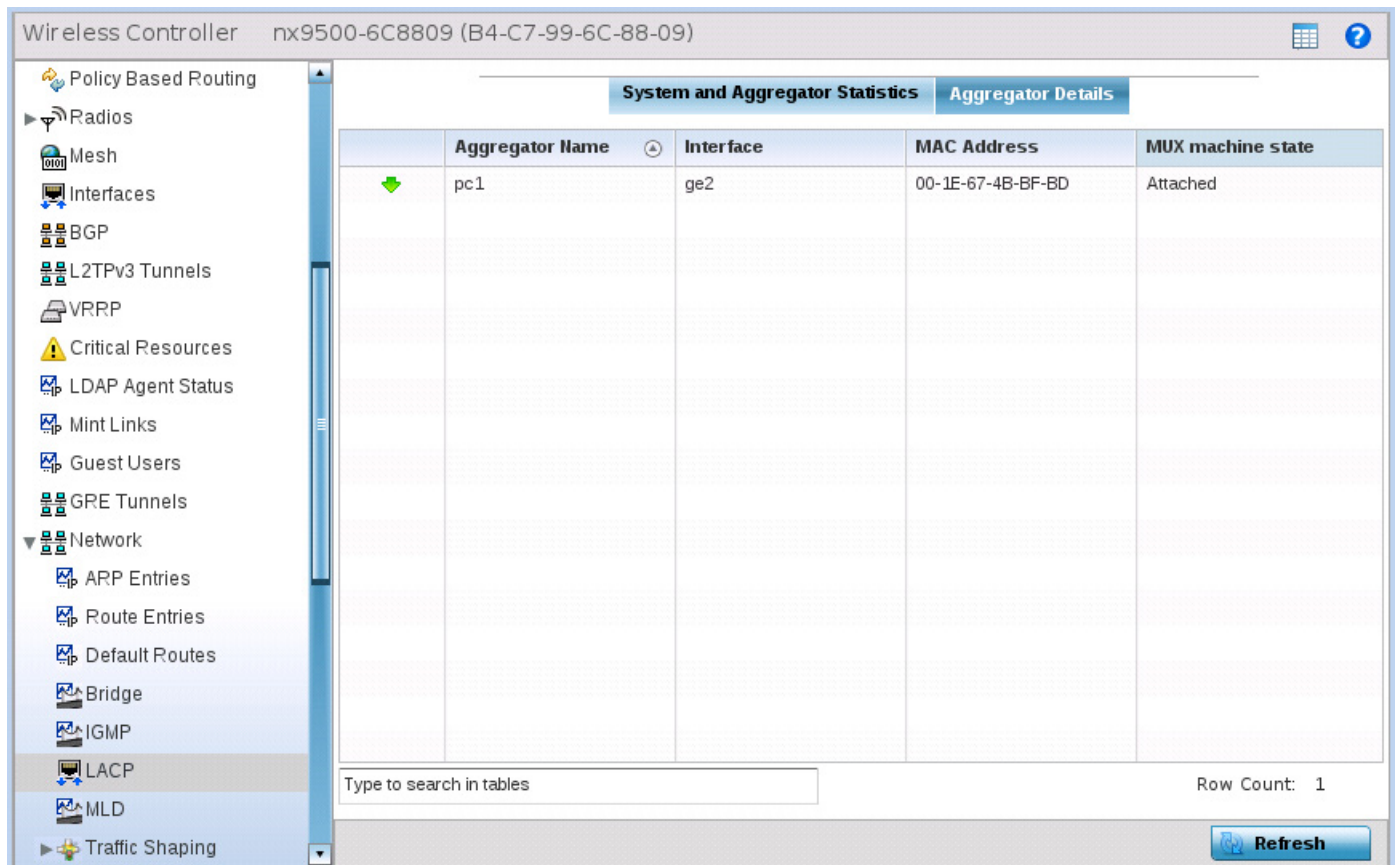 Wireless Controller nx9500-6C8809 (B4-C7-99-6C-88-09)
Policy Based Routing
Radios
Mesh
Interfaces
BGP
L2TPv3 Tunnels
VRRP
Critical Resources
LDAP Agent Status
Mint Links
Guest Users
GRE Tunnels
Network
ARP Entries
Route Entries
Default Routes
Bridge
IGMP
LACP
MLD
Traffic Shaping
System and Aggregator Statistics Aggregator Details
Aggregator Name Interface MAC Address MUX machine state
pc1 ge2 00-1E-67-4B-BF-BD Attached
Type to search in tables Row Count: 1
Refresh